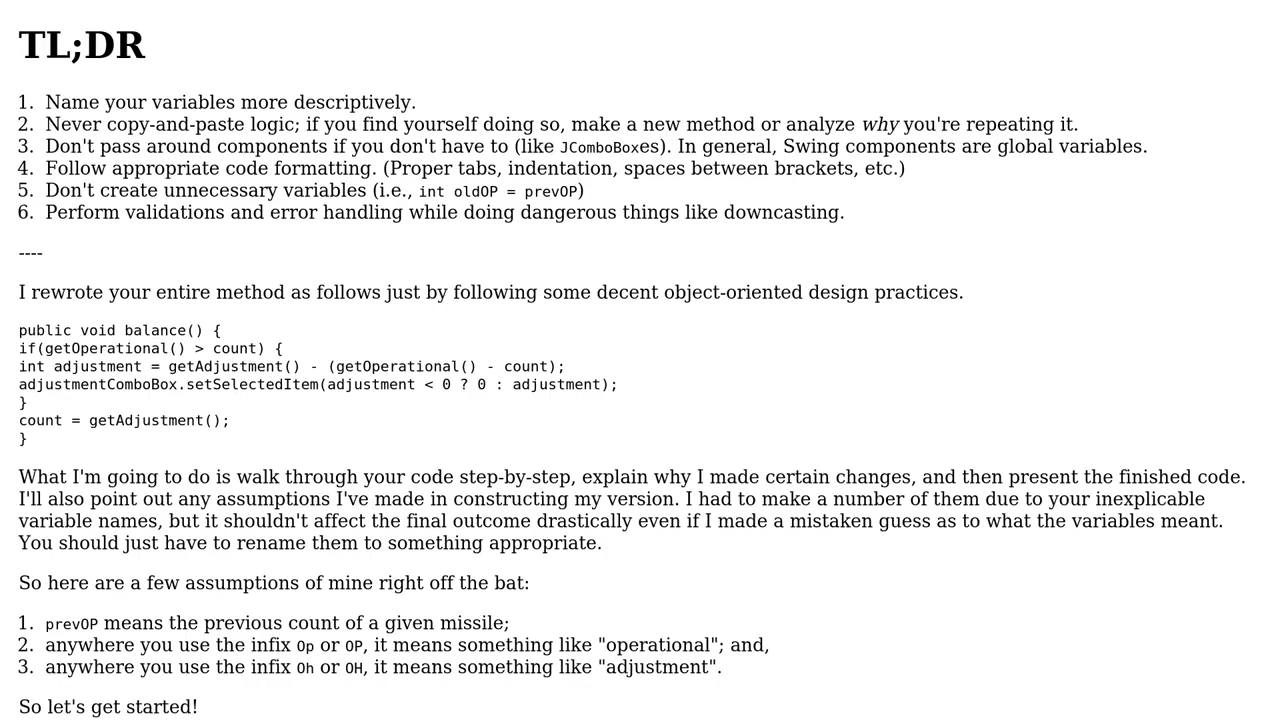 TL;DR
1. Name your variables more descriptively.
2. Never copy-and-paste logic; if you find yourself doing so, make a new method or analyze why you're repeating it.
3. Don't pass around components if you don't have to (like JComboBoxes). In general, Swing components are global variables.
4. Follow appropriate code formatting. (Proper tabs, indentation, spaces between brackets, etc.)
5. Don't create unnecessary variables (i.e., int oldOP = prevOP)
6. Perform validations and error handling while doing dangerous things like downcasting.
----
I rewrote your entire method as follows just by following some decent object-oriented design practices.
public void balance() {
if(getOperational() > count) {
int adjustment = getAdjustment() - (getOperational() - count);
adjustmentComboBox.setSelectedItem(adjustment < 0 ? 0 : adjustment);
}
count = getAdjustment();
}
What I'm going to do is walk through your code step-by-step, explain why I made certain changes, and then present the finished code.
I'll also point out any assumptions I've made in constructing my version. I had to make a number of them due to your inexplicable
variable names, but it shouldn't affect the final outcome drastically even if I made a mistaken guess as to what the variables meant.
You should just have to rename them to something appropriate.
So here are a few assumptions of mine right off the bat:
1. prevOP means the previous count of a given missile;
2. anywhere you use the infix Op or OP, it means something like "operational"; and,
3. anywhere you use the infix Oh or OH, it means something like "adjustment".
So let's get started!